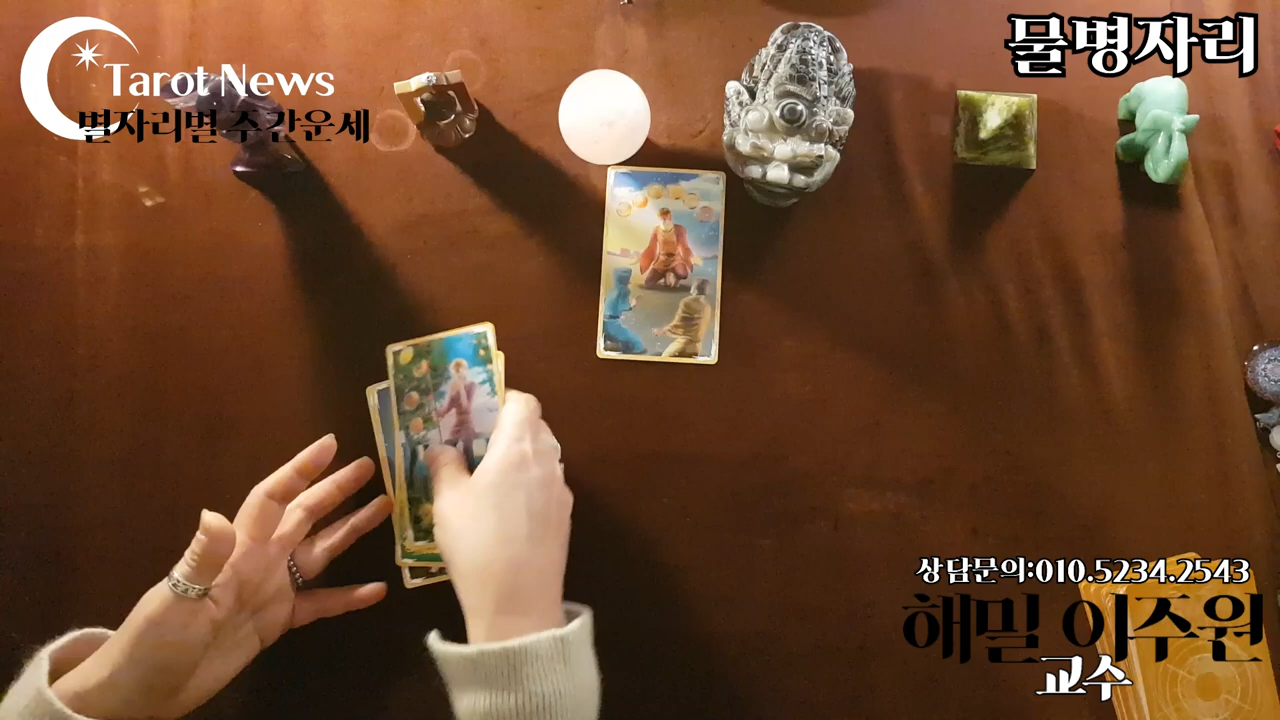 Tarot News
별자리별 주간운세
물병자리
상담문의:010.5234.2543
해밀 이주원
교수